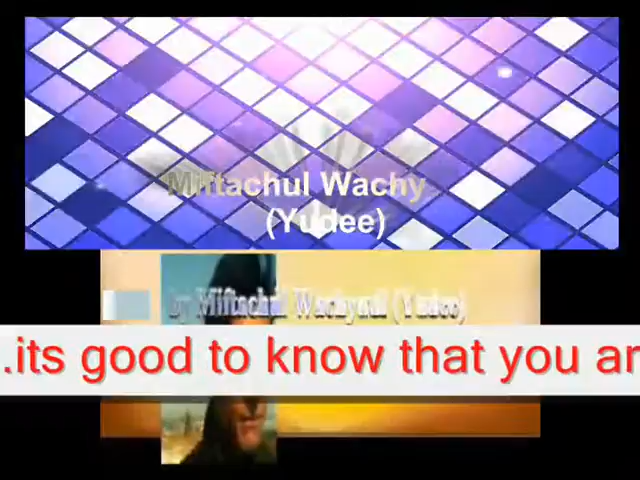 Miftachul Wachy
(Yudee)
by Miftachul Wachyudi (Yudee)
..its good to know that you ar